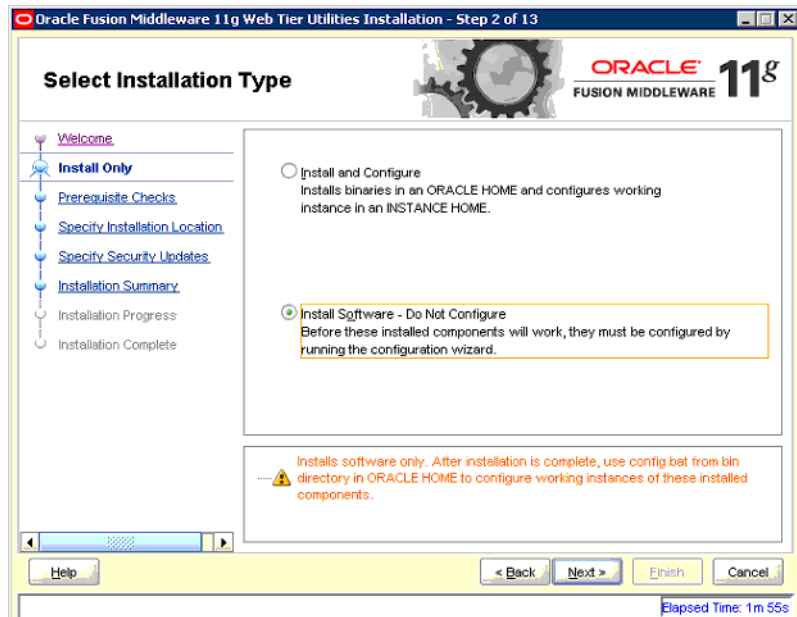 Oracle Fusion Middleware 11g Web Tier Utilities Installation - Step 2 of 13
Select Installation Type
ORACLE
FUSION MIDDLEWARE
11g
Welcome
Install Only
Prerequisite Checks
Specify Installation Location
Specify Security Updates
Installation Summary
Installation Progress
Installation Complete
Install and Configure
Installs binaries in an ORACLE HOME and configures working
instance in an INSTANCE HOME.
Install Software - Do Not Configure
Before these installed components will work, they must be configured by
running the configuration wizard.
Installs software only. After installation is complete, use config.bat from bin
directory in ORACLE HOME to configure working instances of these installed
components.
Help
< Back
Next >
Finish
Cancel
Elapsed Time: 1m 55s